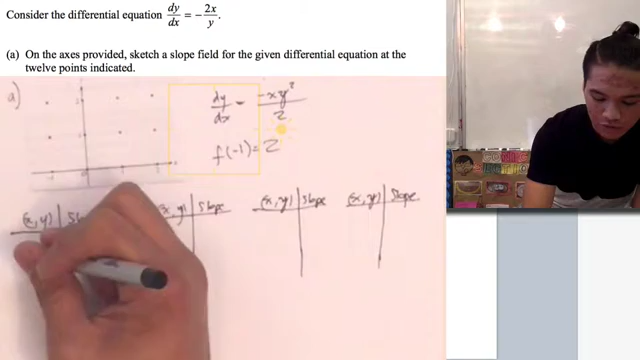 Consider the differential equation dy/dx = - 2x/y.
(a) On the axes provided, sketch a slope field for the given differential equation at the
twelve points indicated.
a)
dy/dx = -xy²/2
f(-1) = 2
(x, y) | Slope (x, y) | Slope (x, y) | Slope (x, y) | Slope